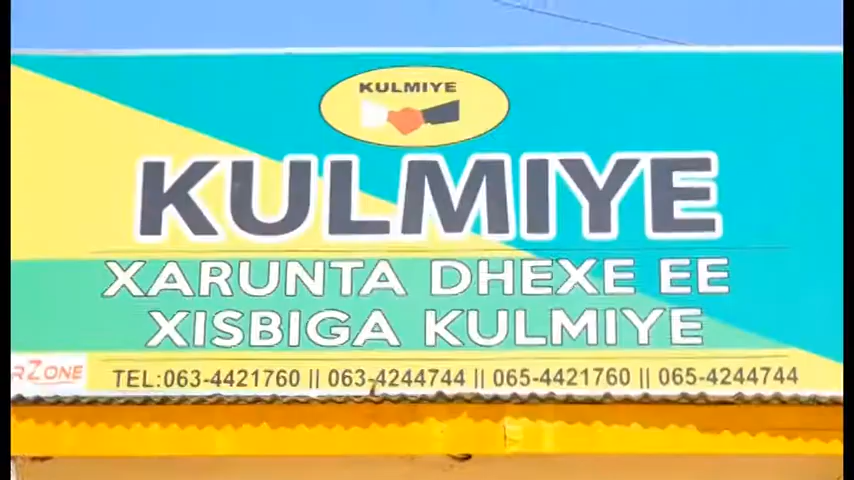 KULMIYE
KULMIYE
XARUNTA DHEXE EE
XISBIGA KULMIYE
TEL:063-4421760 || 063-4244744 || 065-4421760 || 065-4244744